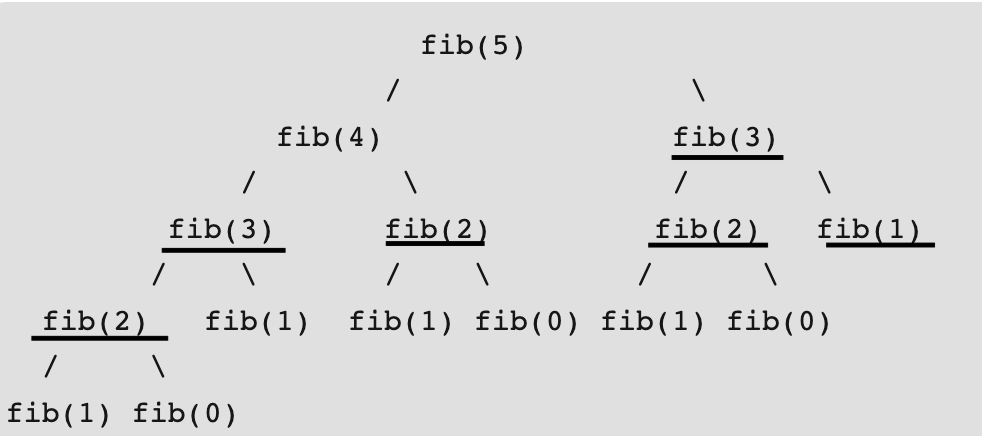 fib(5)
/ \
fib(4) fib(3)
/ \ / \
fib(3) fib(2) fib(2) fib(1)
/ \ / \ / \
fib(2) fib(1) fib(1) fib(0) fib(1) fib(0)
/ \
fib(1) fib(0)